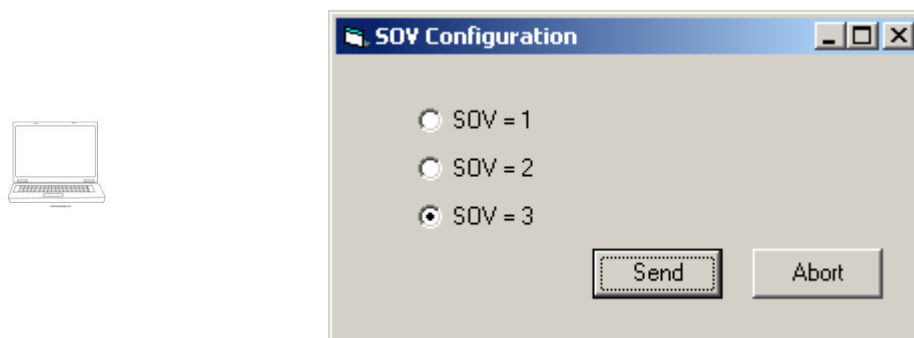 SOV Configuration
SOV = 1
SOV = 2
SOV = 3
Send Abort